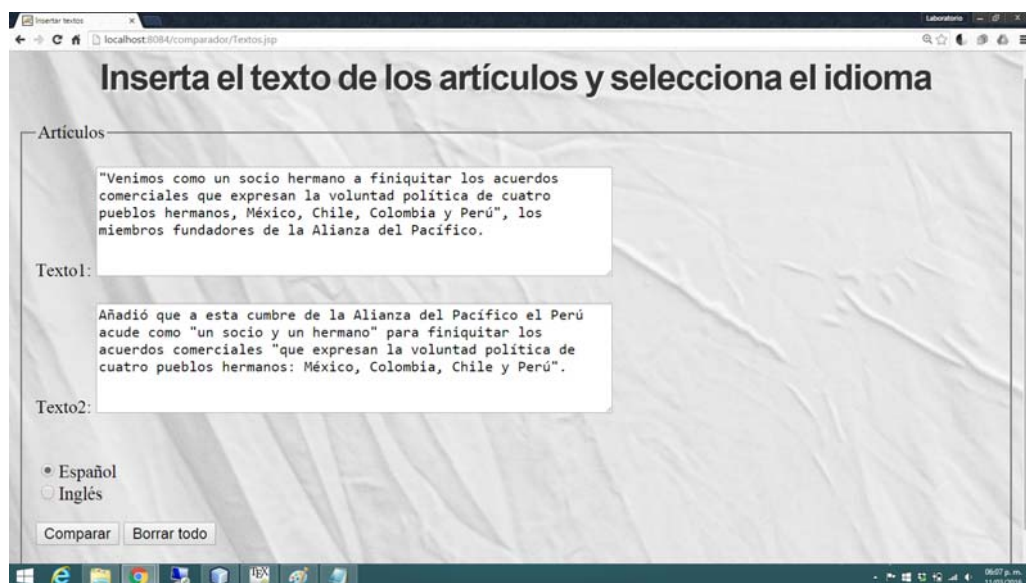 Insertar textos
Laboratorio
localhost:8084/comparador/Textos.jsp
Inserta el texto de los artículos y selecciona el idioma
Artículos
"Venimos como un socio hermano a finiquitar los acuerdos
comerciales que expresan la voluntad política de cuatro
pueblos hermanos, México, Chile, Colombia y Perú", los
miembros fundadores de la Alianza del Pacífico.
Texto1:
Añadió que a esta cumbre de la Alianza del Pacífico el Perú
acude como "un socio y un hermano" para finiquitar los
acuerdos comerciales "que expresan la voluntad política de
cuatro pueblos hermanos: México, Colombia, Chile y Perú".
Texto2:
Español
Inglés
Comparar Borrar todo
TEX
06:07 p. m.